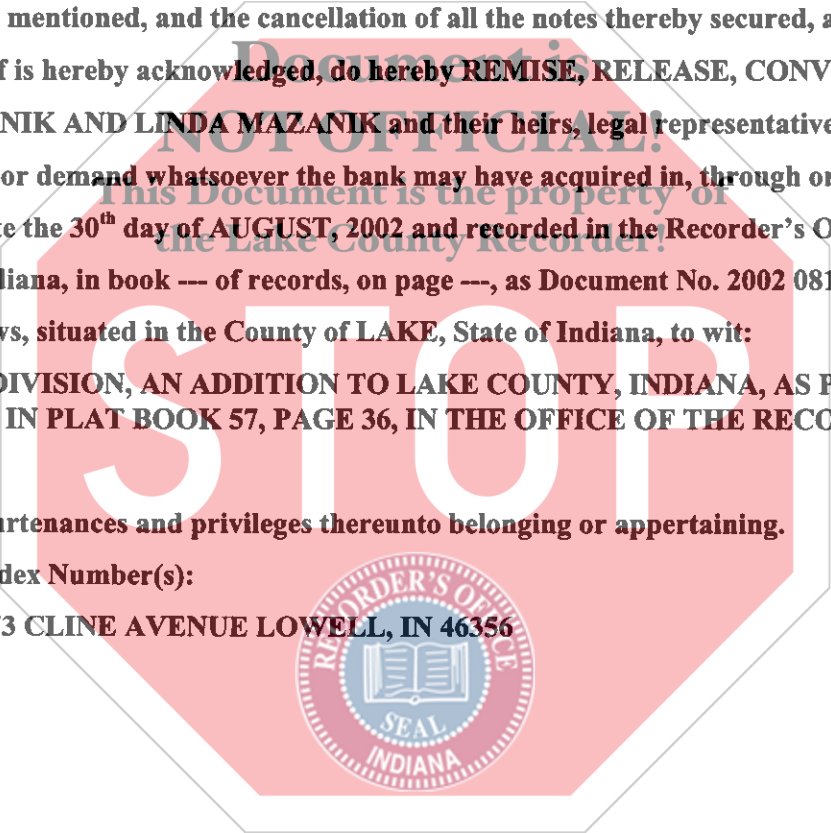 mentioned, and the cancellation of all the notes thereby secured, a
Document is
f is hereby acknowledged, do hereby REMISE, RELEASE, CONV
NOT OFFICIAL!
NIK AND LINDA MAZANIK and their heirs, legal representative
or demand whatsoever the bank may have acquired in, through or
This Document is the property of
te the 30th day of AUGUST, 2002 and recorded in the Recorder's O
the Lake County Recorder!
diana, in book --- of records, on page ---, as Document No. 2002 081
ws, situated in the County of LAKE, State of Indiana, to wit:
DIVISION, AN ADDITION TO LAKE COUNTY, INDIANA, AS P
IN PLAT BOOK 57, PAGE 36, IN THE OFFICE OF THE RECO
STOP
urtenances and privileges thereunto belonging or appertaining.
dex Number(s):
73 CLINE AVENUE LOWELL, IN 46356
RECORDER'S OFFICE
SEAL
INDIANA